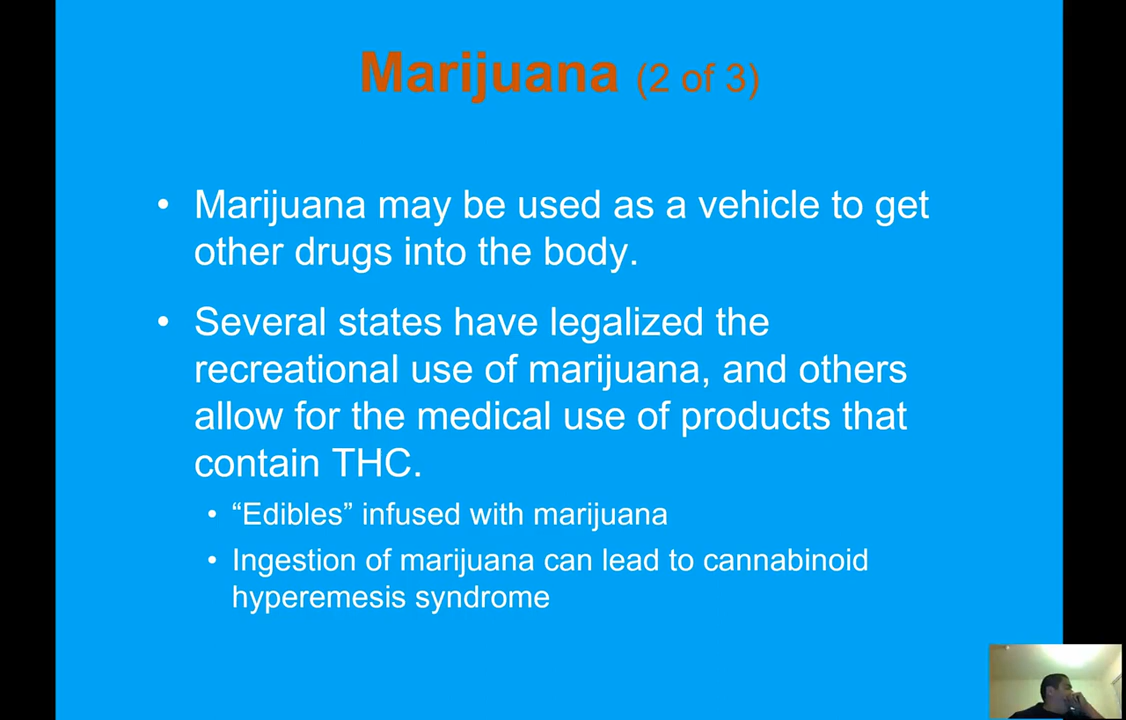 Marijuana (2 of 3)
• Marijuana may be used as a vehicle to get
other drugs into the body.
• Several states have legalized the
recreational use of marijuana, and others
allow for the medical use of products that
contain THC.
• “Edibles” infused with marijuana
• Ingestion of marijuana can lead to cannabinoid
hyperemesis syndrome